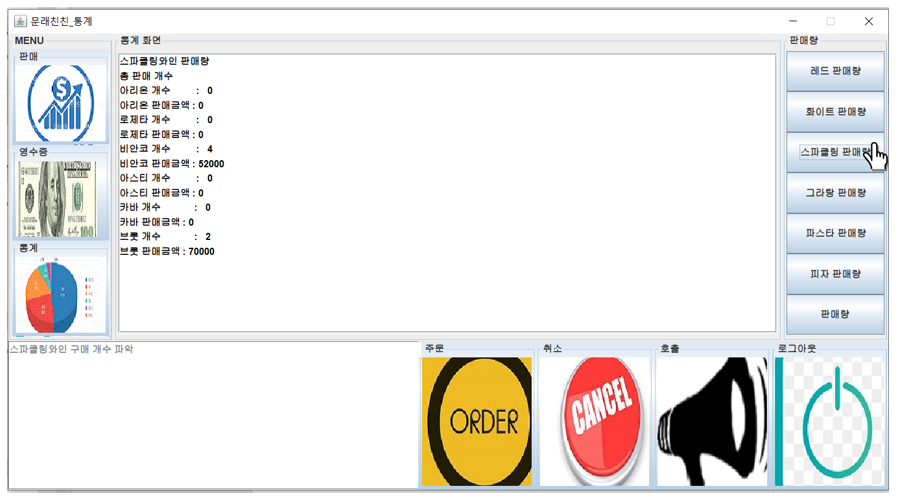 문래친친_통계
MENU
판매
영수증
통계
통계 화면
스파클링와인 판매량
총 판매 개수
아리온 개수 : 0
아리온 판매금액 : 0
로제타 개수 : 0
로제타 판매금액 : 0
비안코 개수 : 4
비안코 판매금액 : 52000
아스티 개수 : 0
아스티 판매금액 : 0
카바 개수 : 0
카바 판매금액 : 0
브룻 개수 : 2
브룻 판매금액 : 70000
판매량
레드 판매량
화이트 판매량
스파클링 판매량
그라탕 판매량
파스타 판매량
피자 판매량
판매량
스파클링와인 구매 개수 파악
주문
ORDER
취소
CANCEL
호출
로그아웃